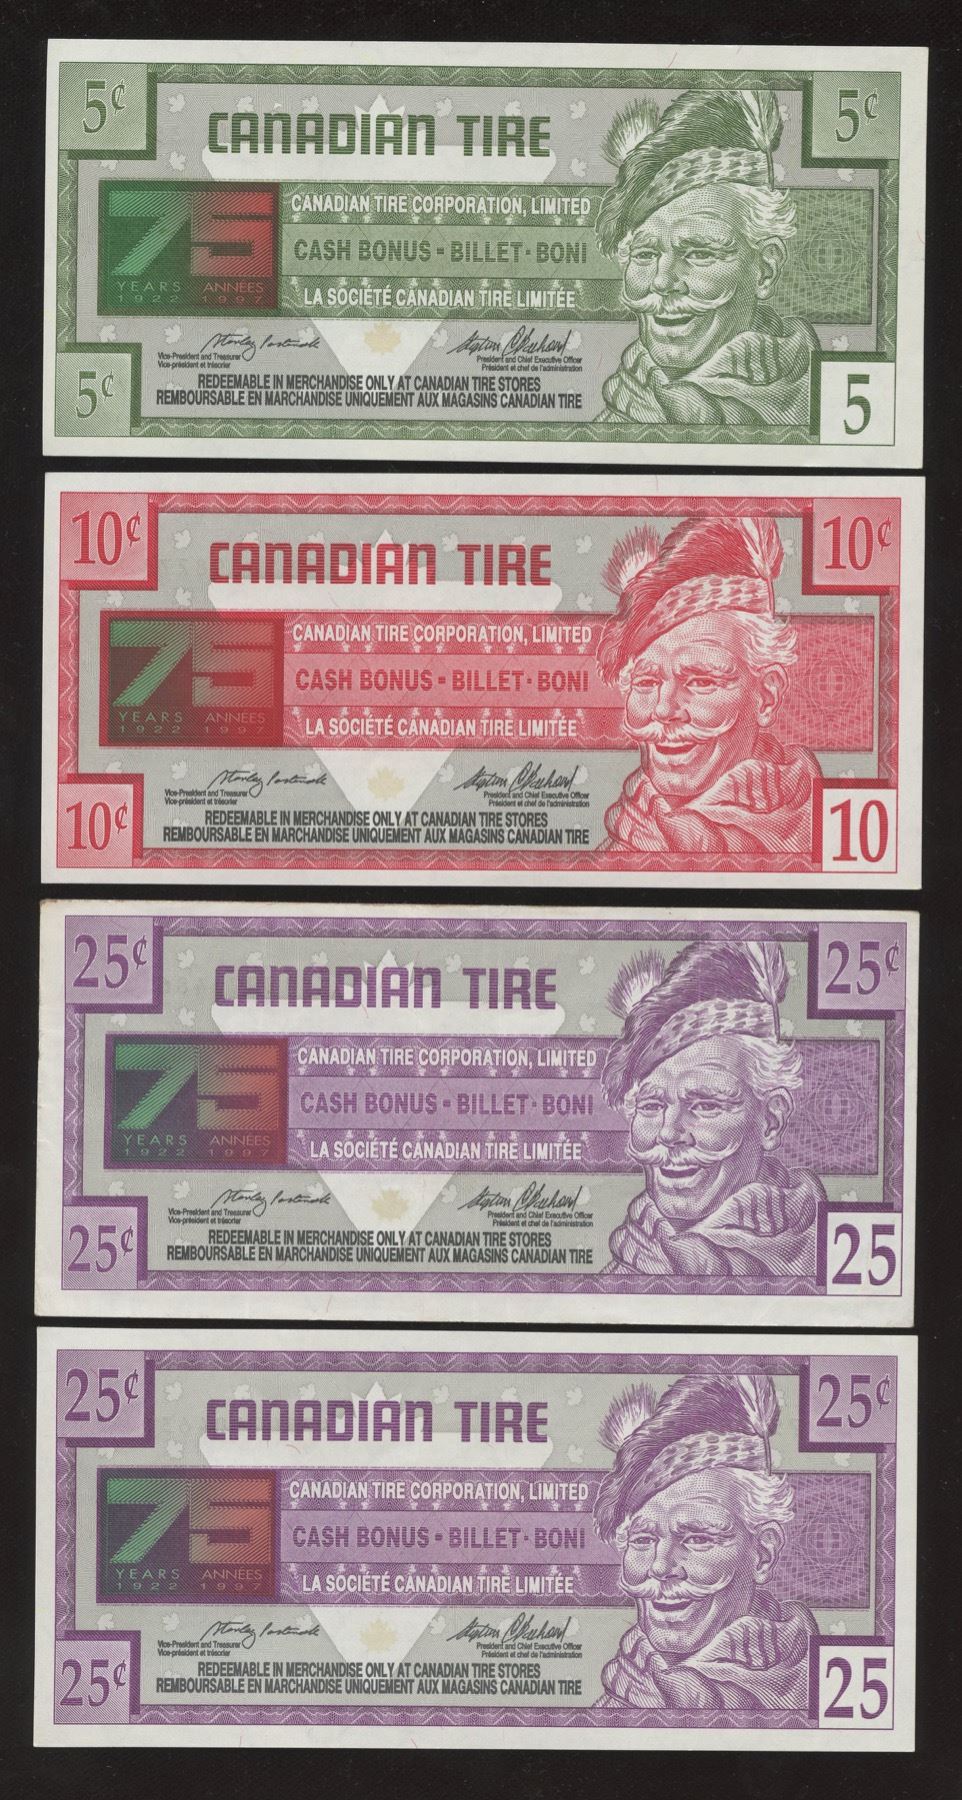 5¢
5¢
CANADIAN TIRE
75
YEARS ANNÉES
1922 1997
CANADIAN TIRE CORPORATION, LIMITED
CASH BONUS - BILLET - BONI
LA SOCIÉTÉ CANADIAN TIRE LIMITÉE
Vice-President and Treasurer
Vice-président et trésorier
President and Chief Executive Officer
Président et chef de l'administration
REDEEMABLE IN MERCHANDISE ONLY AT CANADIAN TIRE STORES
REMBOURSABLE EN MARCHANDISE UNIQUEMENT AUX MAGASINS CANADIAN TIRE
5¢
5
10¢
10¢
CANADIAN TIRE
75
YEARS ANNÉES
1922 1997
CANADIAN TIRE CORPORATION, LIMITED
CASH BONUS - BILLET - BONI
LA SOCIÉTÉ CANADIAN TIRE LIMITÉE
Vice-President and Treasurer
Vice-président et trésorier
President and Chief Executive Officer
Président et chef de l'administration
REDEEMABLE IN MERCHANDISE ONLY AT CANADIAN TIRE STORES
REMBOURSABLE EN MARCHANDISE UNIQUEMENT AUX MAGASINS CANADIAN TIRE
10¢
10
25¢
25¢
CANADIAN TIRE
75
YEARS ANNÉES
1922 1997
CANADIAN TIRE CORPORATION, LIMITED
CASH BONUS - BILLET - BONI
LA SOCIÉTÉ CANADIAN TIRE LIMITÉE
Vice-President and Treasurer
Vice-président et trésorier
President and Chief Executive Officer
Président et chef de l'administration
REDEEMABLE IN MERCHANDISE ONLY AT CANADIAN TIRE STORES
REMBOURSABLE EN MARCHANDISE UNIQUEMENT AUX MAGASINS CANADIAN TIRE
25¢
25
25¢
25¢
CANADIAN TIRE
75
YEARS ANNÉES
1922 1997
CANADIAN TIRE CORPORATION, LIMITED
CASH BONUS - BILLET - BONI
LA SOCIÉTÉ CANADIAN TIRE LIMITÉE
Vice-President and Treasurer
Vice-président et trésorier
President and Chief Executive Officer
Président et chef de l'administration
REDEEMABLE IN MERCHANDISE ONLY AT CANADIAN TIRE STORES
REMBOURSABLE EN MARCHANDISE UNIQUEMENT AUX MAGASINS CANADIAN TIRE
25¢
25